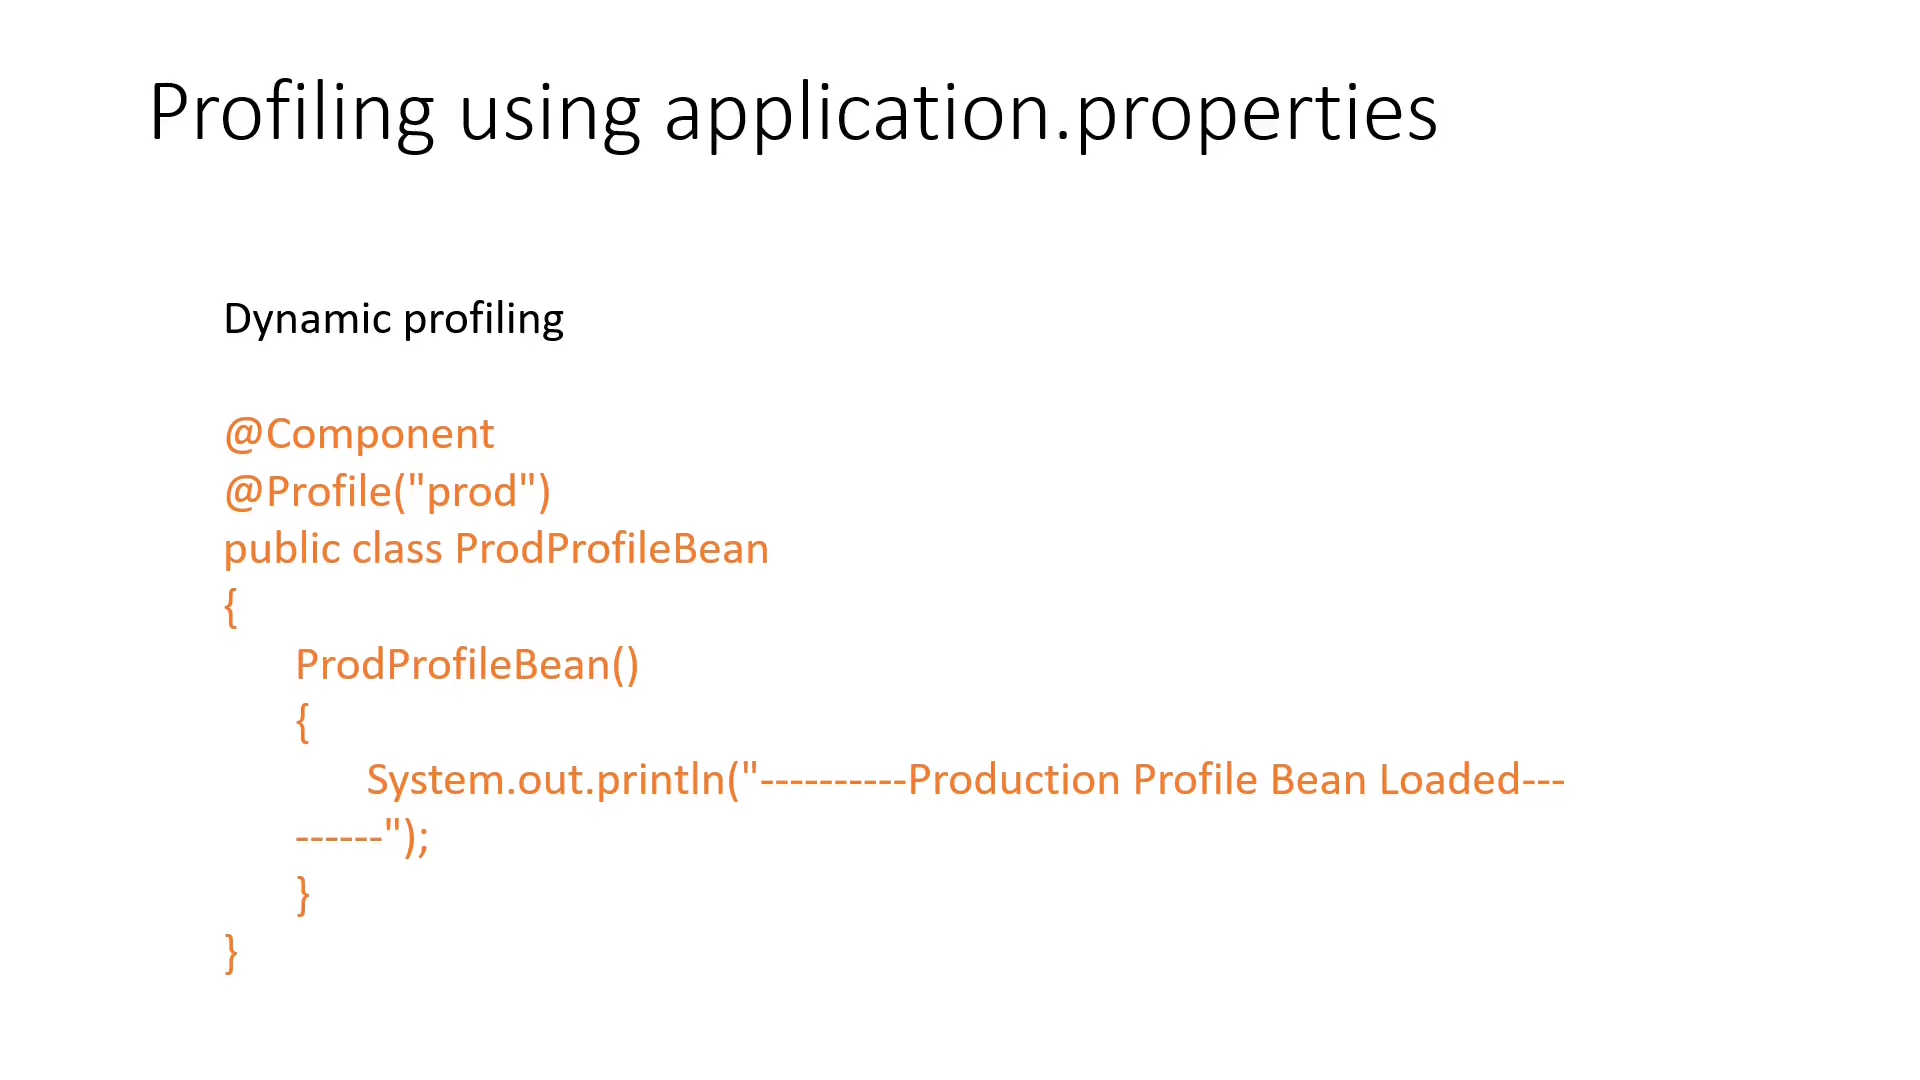 Profiling using application.properties
Dynamic profiling
@Component
@Profile("prod")
public class ProdProfileBean
{
ProdProfileBean()
{
System.out.println("----------Production Profile Bean Loaded---
------");
}
}